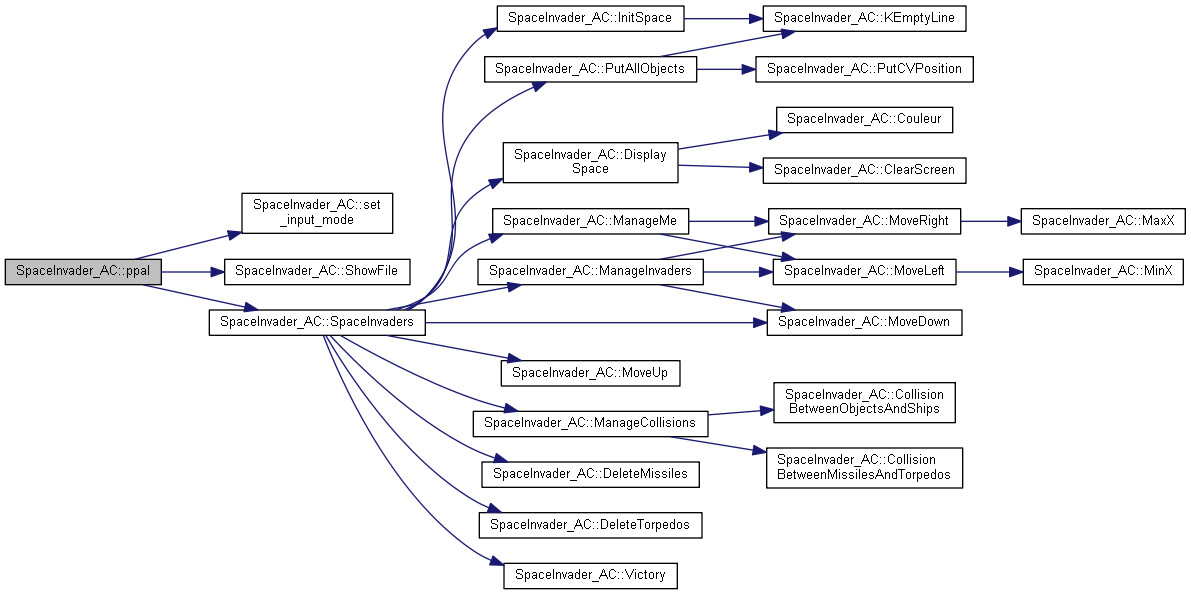 SpaceInvader_AC::ppal
SpaceInvader_AC::set
_input_mode
SpaceInvader_AC::ShowFile
SpaceInvader_AC::SpaceInvaders
SpaceInvader_AC::InitSpace
SpaceInvader_AC::PutAllObjects
SpaceInvader_AC::Display
Space
SpaceInvader_AC::ManageMe
SpaceInvader_AC::ManageInvaders
SpaceInvader_AC::MoveUp
SpaceInvader_AC::ManageCollisions
SpaceInvader_AC::DeleteMissiles
SpaceInvader_AC::DeleteTorpedos
SpaceInvader_AC::Victory
SpaceInvader_AC::KEmptyLine
SpaceInvader_AC::PutCVPosition
SpaceInvader_AC::Couleur
SpaceInvader_AC::ClearScreen
SpaceInvader_AC::MoveRight
SpaceInvader_AC::MoveLeft
SpaceInvader_AC::MoveDown
SpaceInvader_AC::Collision
BetweenObjectsAndShips
SpaceInvader_AC::Collision
BetweenMissilesAndTorpedos
SpaceInvader_AC::MaxX
SpaceInvader_AC::MinX